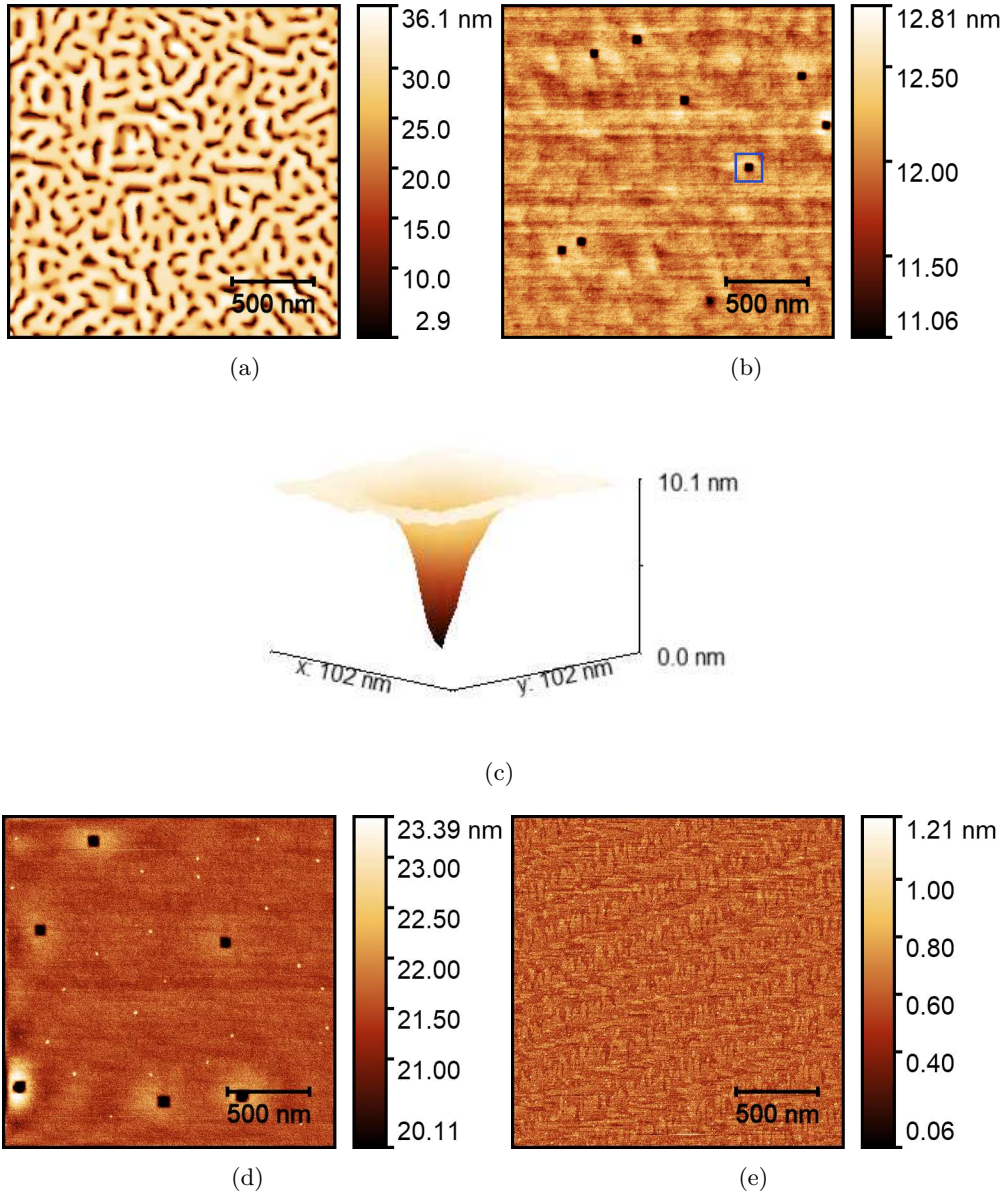 36.1 nm
30.0
25.0
20.0
15.0
10.0
2.9
500 nm
(a)
12.81 nm
12.50
12.00
11.50
11.06
500 nm
(b)
10.1 nm
0.0 nm
x: 102 nm
y: 102 nm
(c)
23.39 nm
23.00
22.50
22.00
21.50
21.00
20.11
500 nm
(d)
1.21 nm
1.00
0.80
0.60
0.40
0.06
500 nm
(e)